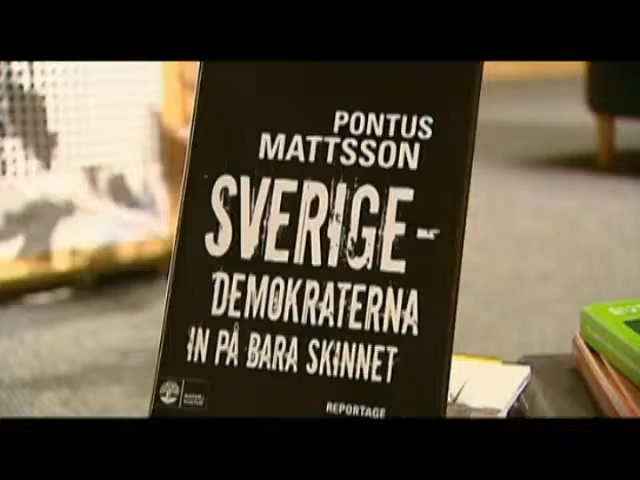 PONTUS
MATTSSON
SVERIGE-
DEMOKRATERNA
IN PÅ BARA SKINNET
REPORTAGE